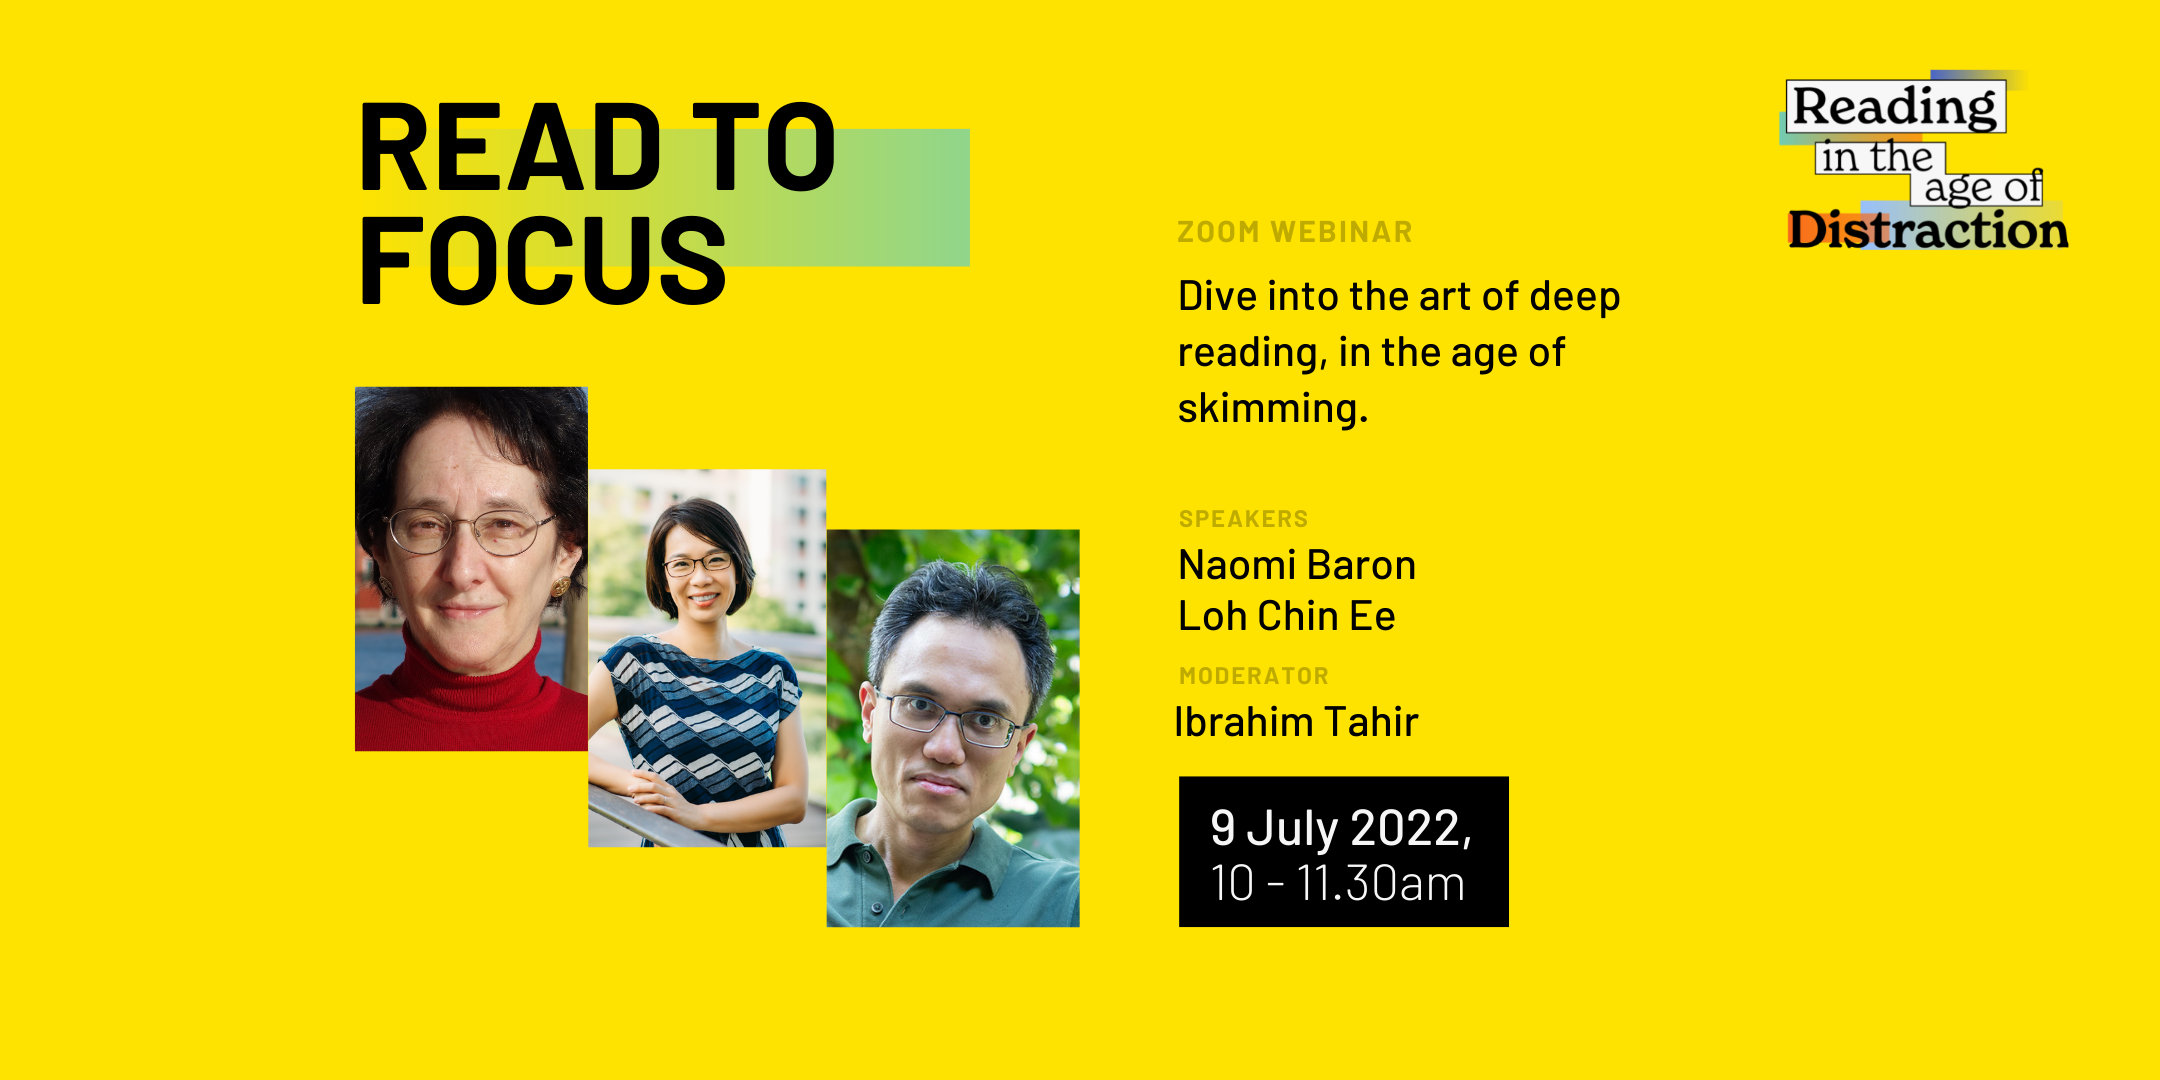 READ TO
FOCUS
Reading
in the
age of
Distraction
ZOOM WEBINAR
Dive into the art of deep
reading, in the age of
skimming.
SPEAKERS
Naomi Baron
Loh Chin Ee
MODERATOR
Ibrahim Tahir
9 July 2022,
10 - 11.30am